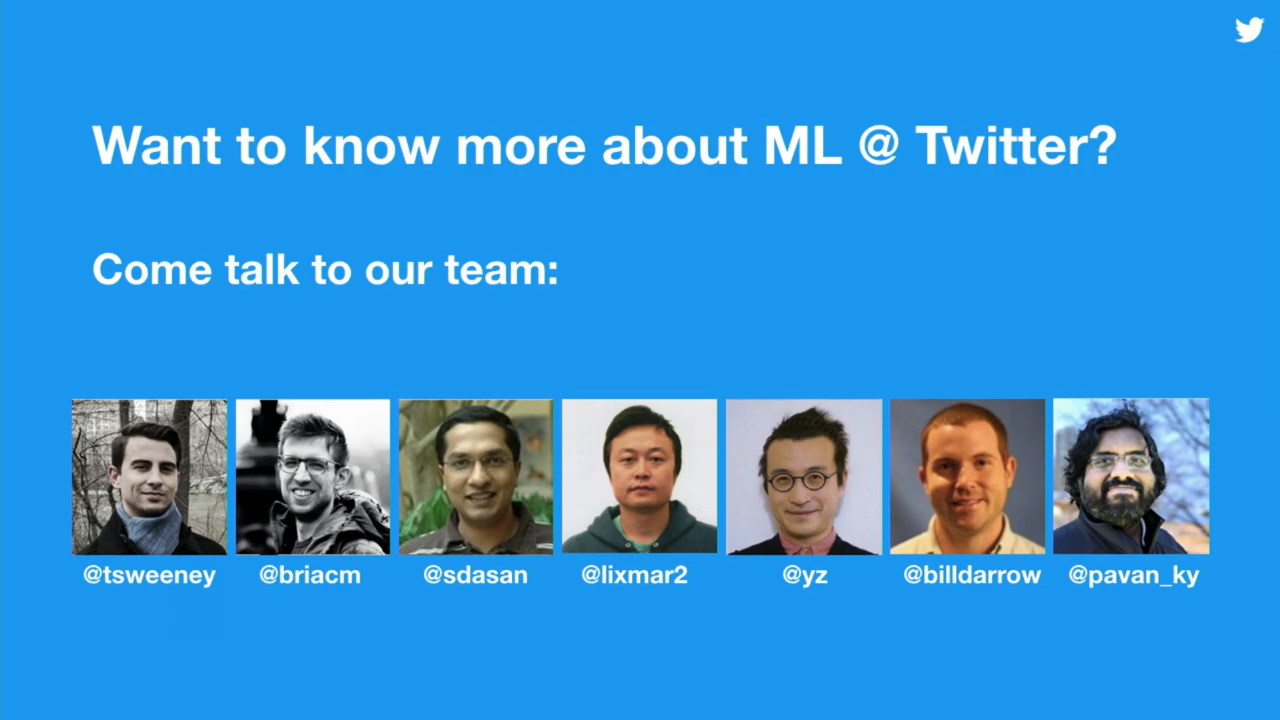 Want to know more about ML @ Twitter?
Come talk to our team:
@tsweeney @briacm @sdasan @lixmar2 @yz @billdarrow @pavan_ky